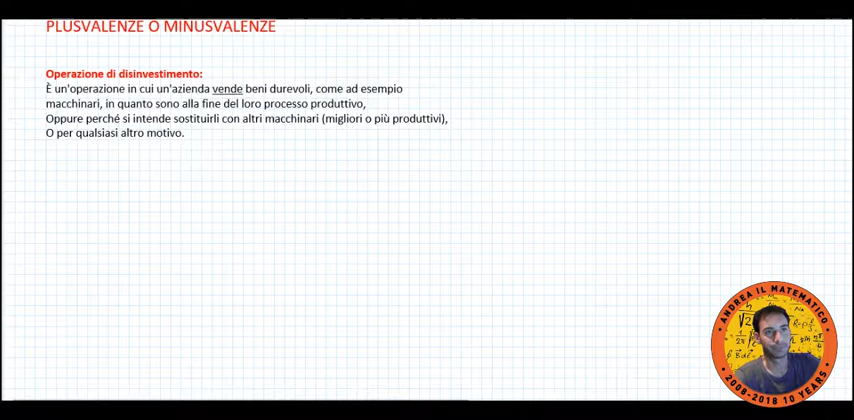 PLUSVALENZE O MINUSVALENZE
Operazione di disinvestimento:
È un'operazione in cui un'azienda vende beni durevoli, come ad esempio
macchinari, in quanto sono alla fine del loro processo produttivo,
Oppure perché si intende sostituirli con altri macchinari (migliori o più produttivi),
O per qualsiasi altro motivo.
ANDREA IL MATEMATICO
2008-2018 10 YEARS